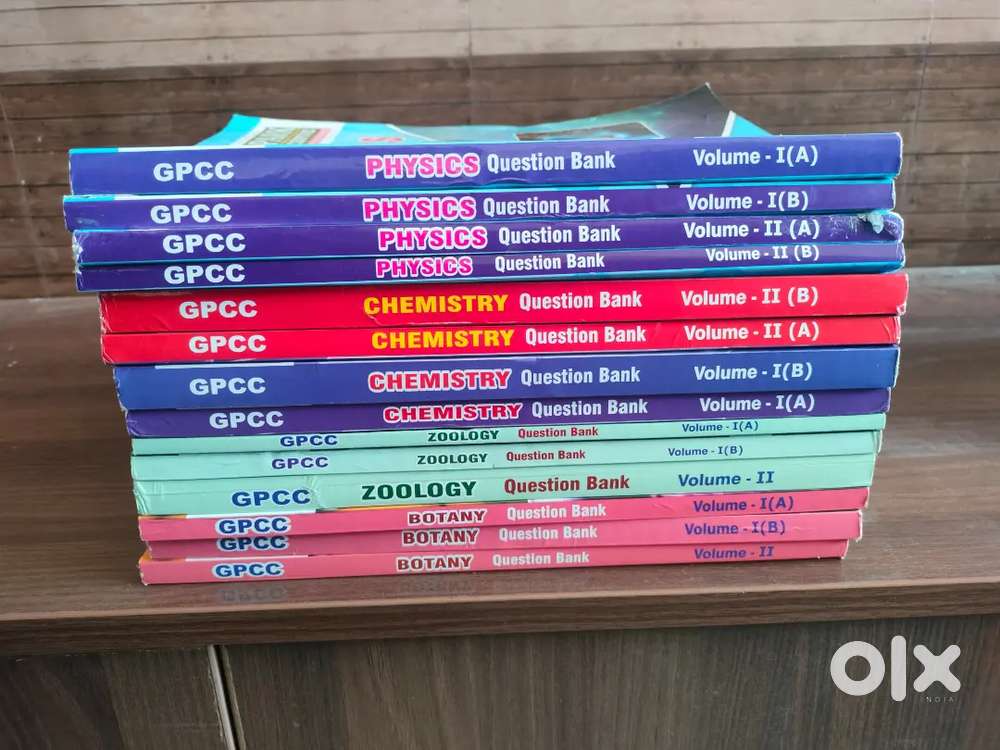 GPCC PHYSICS Question Bank Volume - I(A)
GPCC PHYSICS Question Bank Volume - I(B)
GPCC PHYSICS Question Bank Volume - II (A)
GPCC PHYSICS Question Bank Volume - II (B)
GPCC CHEMISTRY Question Bank Volume - II (B)
GPCC CHEMISTRY Question Bank Volume - II (A)
GPCC CHEMISTRY Question Bank Volume - I(B)
GPCC CHEMISTRY Question Bank Volume - I(A)
GPCC ZOOLOGY Question Bank Volume - I(A)
GPCC ZOOLOGY Question Bank Volume - I(B)
GPCC ZOOLOGY Question Bank Volume - II
GPCC BOTANY Question Bank Volume - I(A)
GPCC BOTANY Question Bank Volume - I(B)
GPCC BOTANY Question Bank Volume - II
olx
INDIA